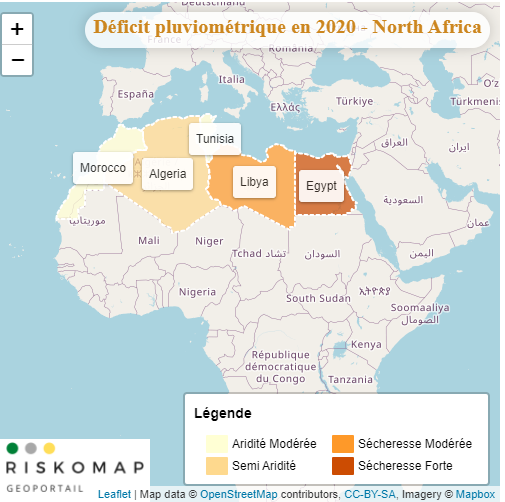 +
−
Déficit pluviométrique en 2020 - North Africa
France
România
Italia
España
Ελλάς
Türkiye
Türkmenistan
العراق
ایران
Tunisia
Morocco
Algeria
Libya
Egypt
السعودية
موريتانيا
عمان
Mali
Niger
Tchad تشاد
السودان
اليمن
Nigeria
South Sudan
ኢትዮጵያ
Soomaaliya
الصومال
Kenya
République
démocratique
du Congo
Tanzania
Légende
Aridité Modérée
Sécheresse Modérée
Semi Aridité
Sécheresse Forte
RISKOMAP
GEOPORTAIL
Leaflet | Map data © OpenStreetMap contributors, CC-BY-SA, Imagery © Mapbox